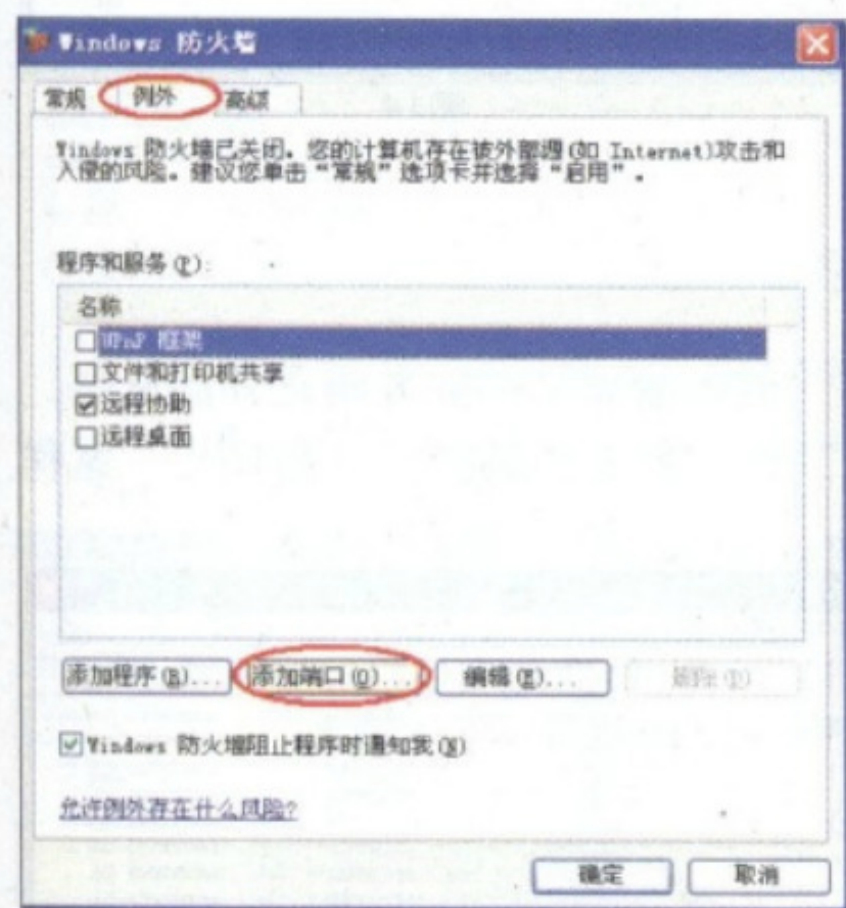 Windows 防火墙
常规 例外 高级
Windows 防火墙已关闭。您的计算机存在被外部源(如 Internet)攻击和
入侵的风险。建议您单击“常规”选项卡并选择“启用”。
程序和服务(P):
名称
UPnP 框架
文件和打印机共享
远程协助
远程桌面
添加程序(R)... 添加端口(O)... 编辑(E)... 删除(D)
Windows 防火墙阻止程序时通知我(N)
允许例外存在什么风险?
确定 取消